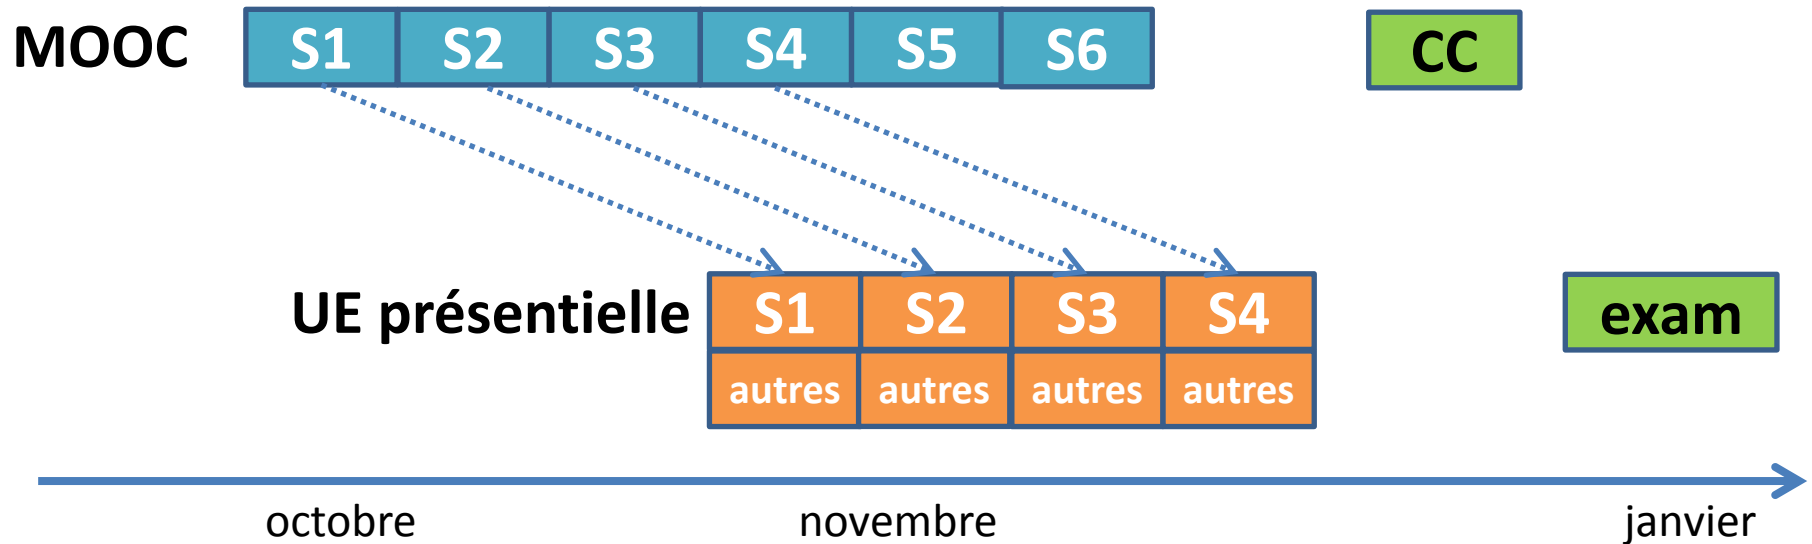 MOOC S1 S2 S3 S4 S5 S6 CC
UE présentielle S1 S2 S3 S4 exam
autres autres autres autres
octobre novembre janvier